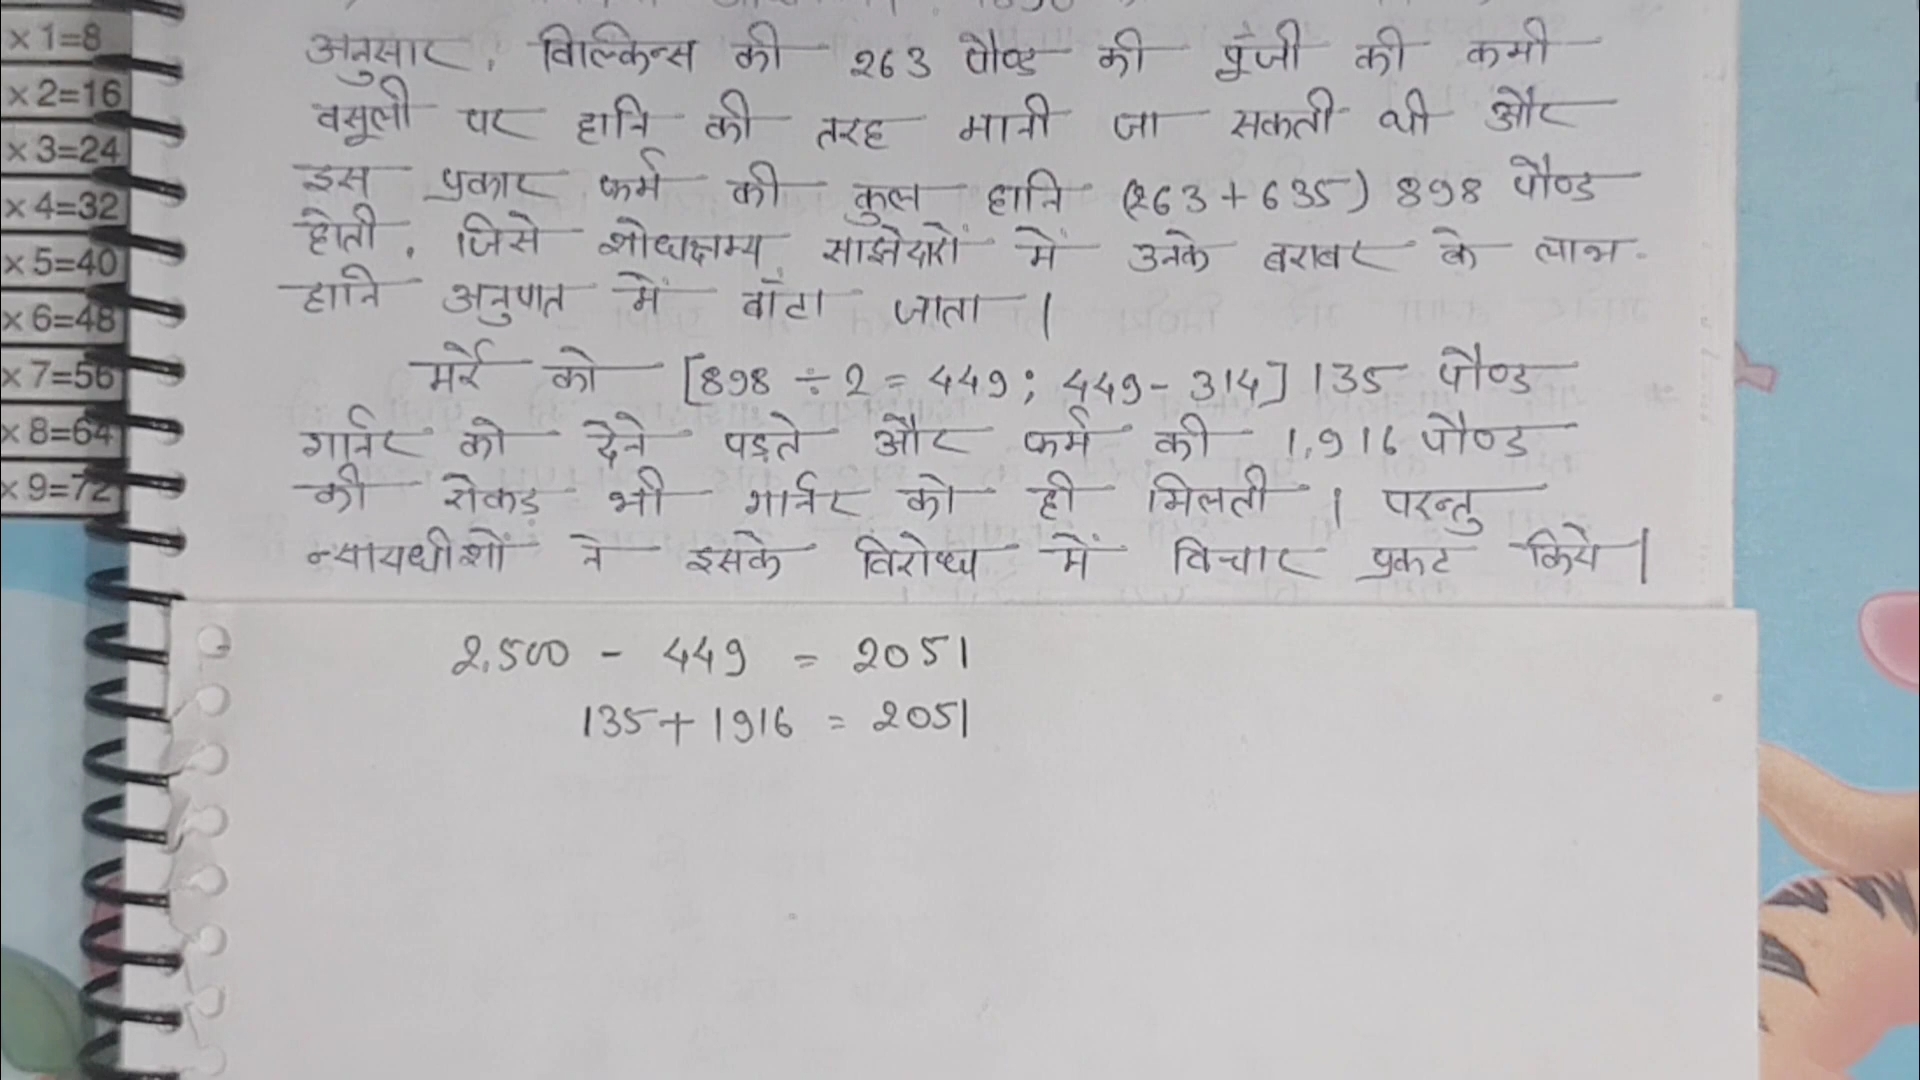 x 1=8
x 2=16
x 3=24
x 4=32
x 5=40
x 6=48
x 7=56
x 8=64
x 9=72
अनुसार, विल्किन्स की 263 पौण्ड की पूंजी की कमी
वसूली पर हानि की तरह मानी जा सकती थी और
इस प्रकार फर्म की कुल हानि (263+635) 898 पौण्ड
होती, जिसे शोधक्षम्य साझेदारों में उनके बराबर के लाभ-
हानि अनुपात में बाँटा जाता |
मर्रे को [898 ÷ 2 = 449; 449 - 314] 135 पौण्ड
गार्नर को देने पड़ते और फर्म की 1,916 पौण्ड
की रोकड़ भी गार्नर को ही मिलती | परन्तु
न्यायधीशों ने इसके विरोध में विचार प्रकट किये |
2,500 - 449 = 2051
135 + 1916 = 2051